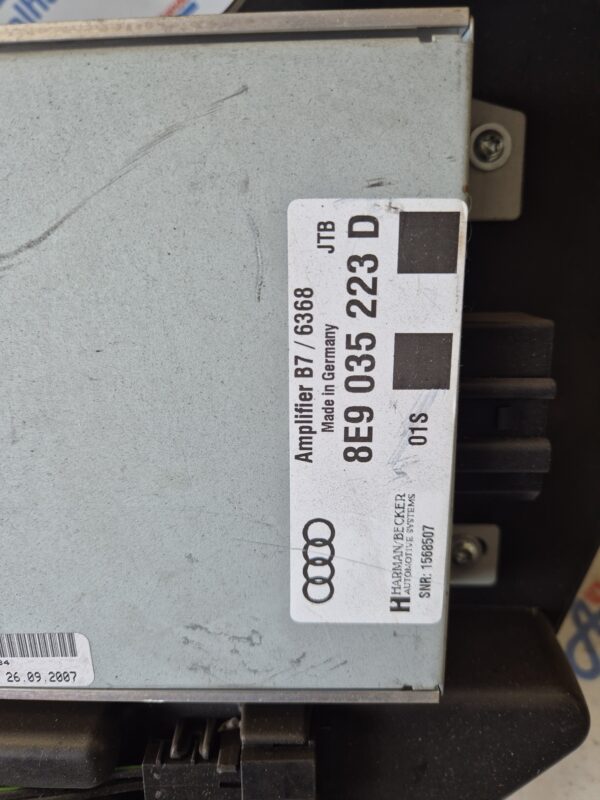 Amplifier B7 / 6368
JTB
Made in Germany
8E9 035 223 D
01S
HARMAN/BECKER
AUTOMOTIVE SYSTEMS
SNR: 1568507
26.09.2007